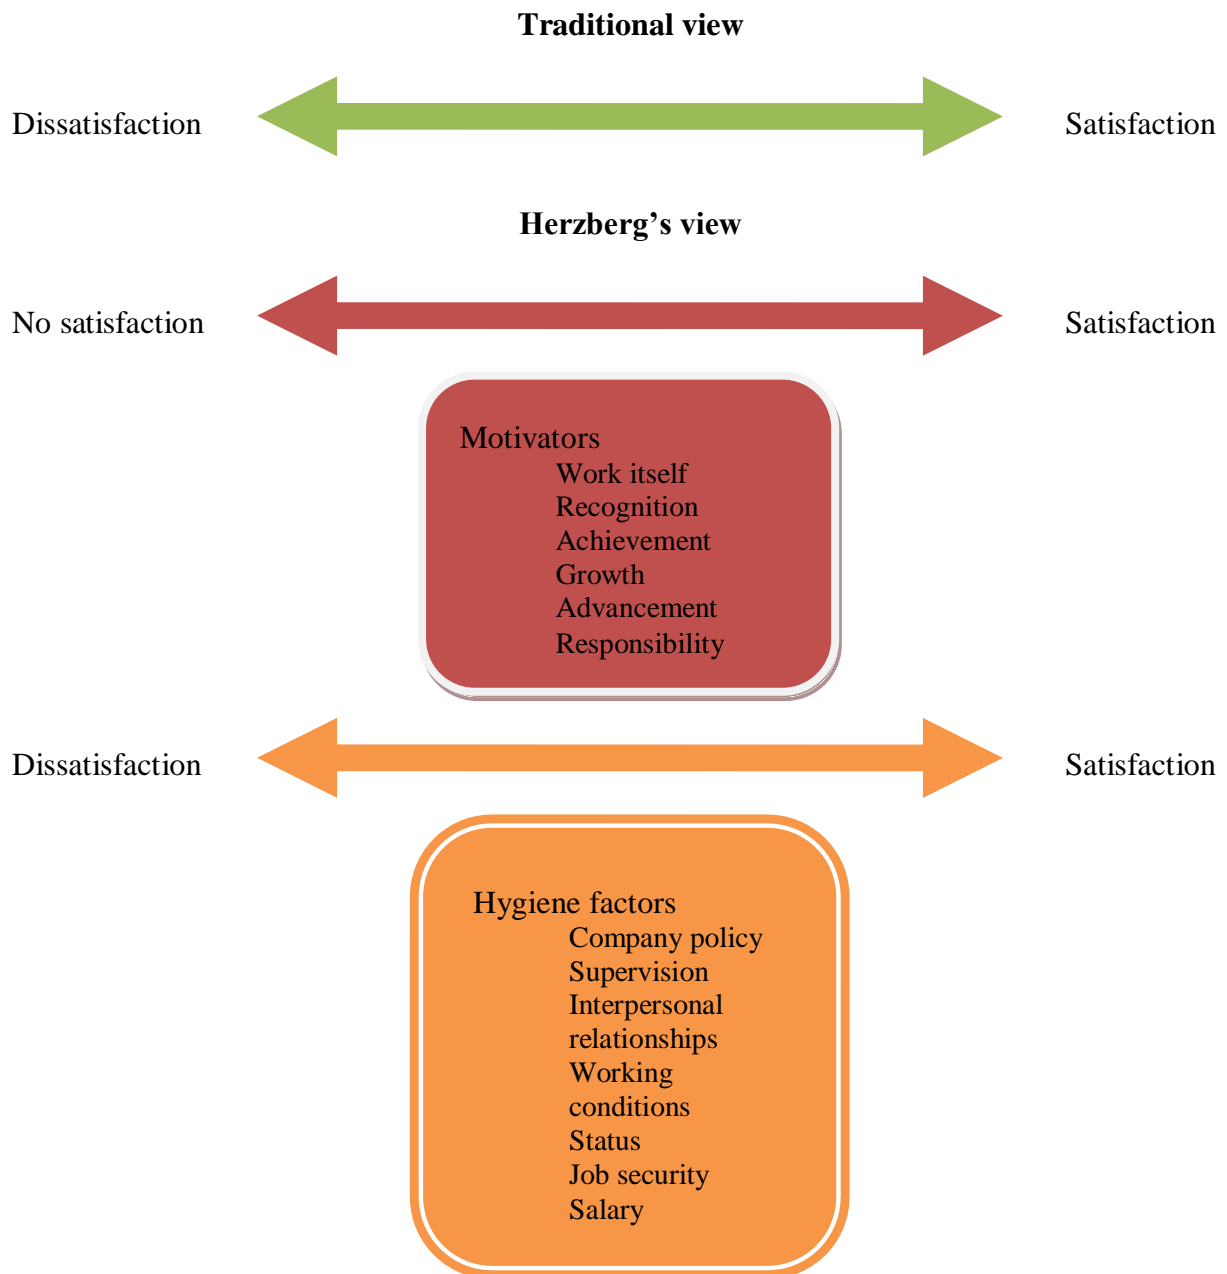 Traditional view
Dissatisfaction
Satisfaction
Herzberg’s view
No satisfaction
Satisfaction
Motivators
Work itself
Recognition
Achievement
Growth
Advancement
Responsibility
Dissatisfaction
Satisfaction
Hygiene factors
Company policy
Supervision
Interpersonal
relationships
Working
conditions
Status
Job security
Salary